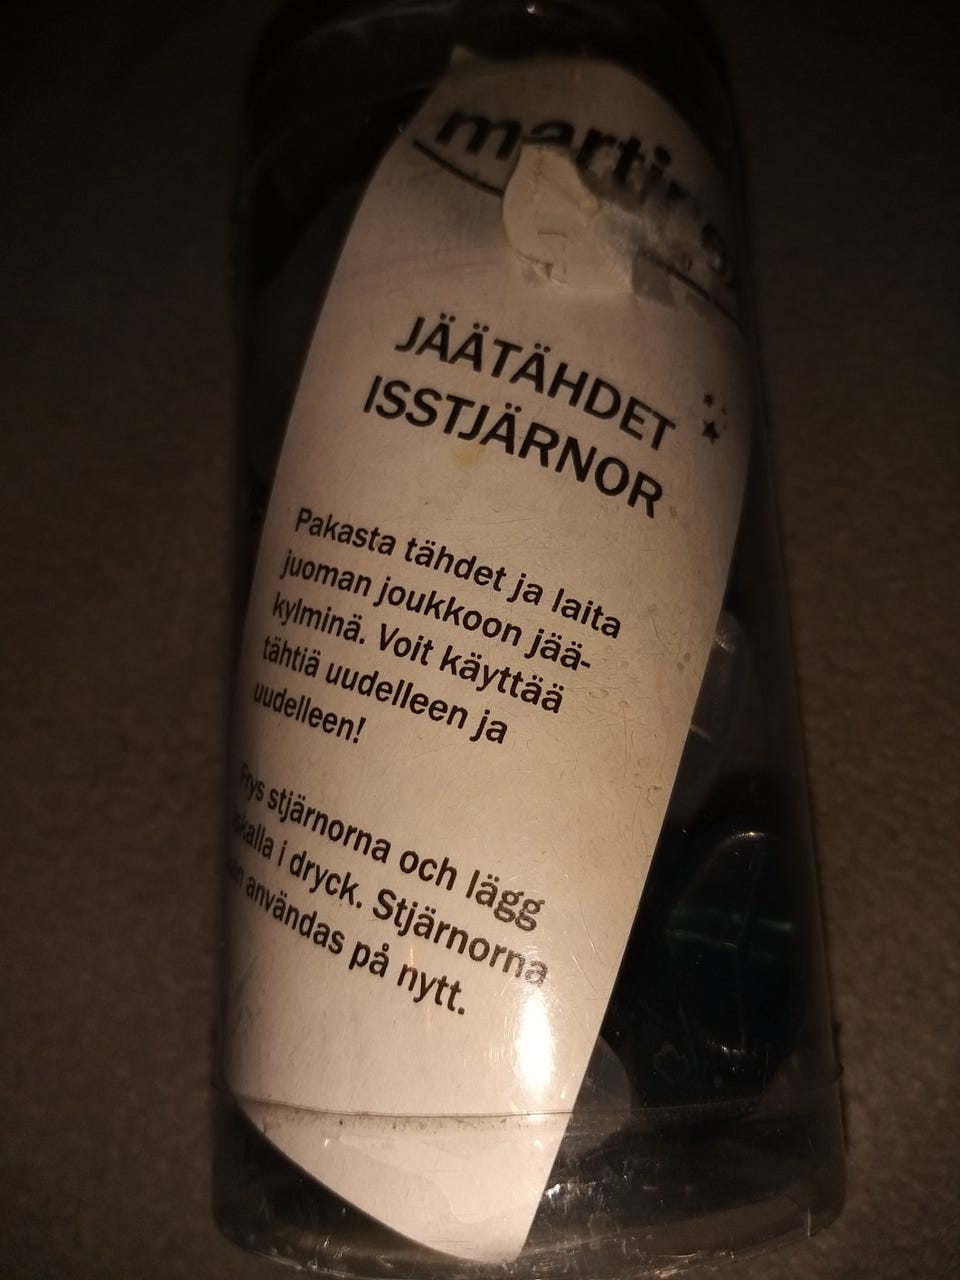 JÄÄTÄHDET
ISSTJÄRNOR
Pakasta tähdet ja laita
juoman joukkoon jää-
kylminä. Voit käyttää
tähtiä uudelleen ja
uudelleen!
Frys stjärnorna och lägg
i dryck. Stjärnorna
användas på nytt.